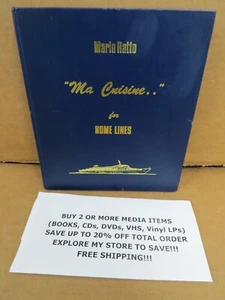 Mario Ratto
"Ma Cuisine.."
for
HOME LINES
BUY 2 OR MORE MEDIA ITEMS
(BOOKS, CDs, DVDs, VHS, Vinyl LPs)
SAVE UP TO 20% OFF TOTAL ORDER
EXPLORE MY STORE TO SAVE!!!
FREE SHIPPING!!!